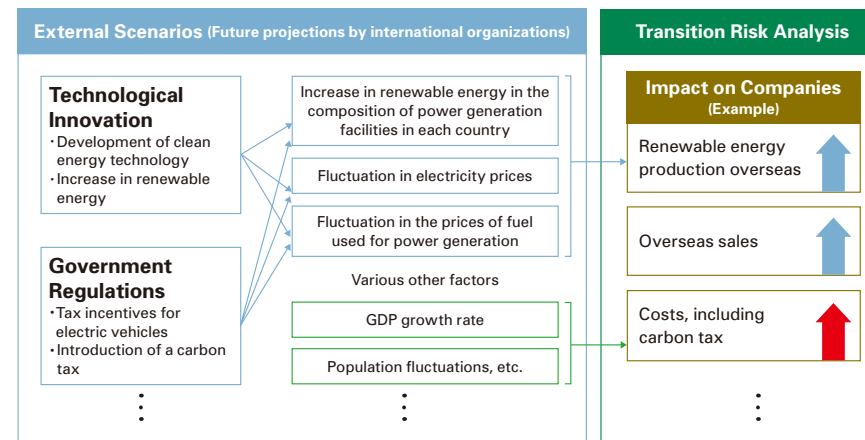 External Scenarios (Future projections by international organizations)
Technological
Innovation
・Development of clean
energy technology
・Increase in renewable
energy
Government
Regulations
・Tax incentives for
electric vehicles
・Introduction of a carbon
tax
Increase in renewable energy in the
composition of power generation
facilities in each country
Fluctuation in electricity prices
Fluctuation in the prices of fuel
used for power generation
Various other factors
GDP growth rate
Population fluctuations, etc.
Transition Risk Analysis
Impact on Companies
(Example)
Renewable energy
production overseas
Overseas sales
Costs, including
carbon tax